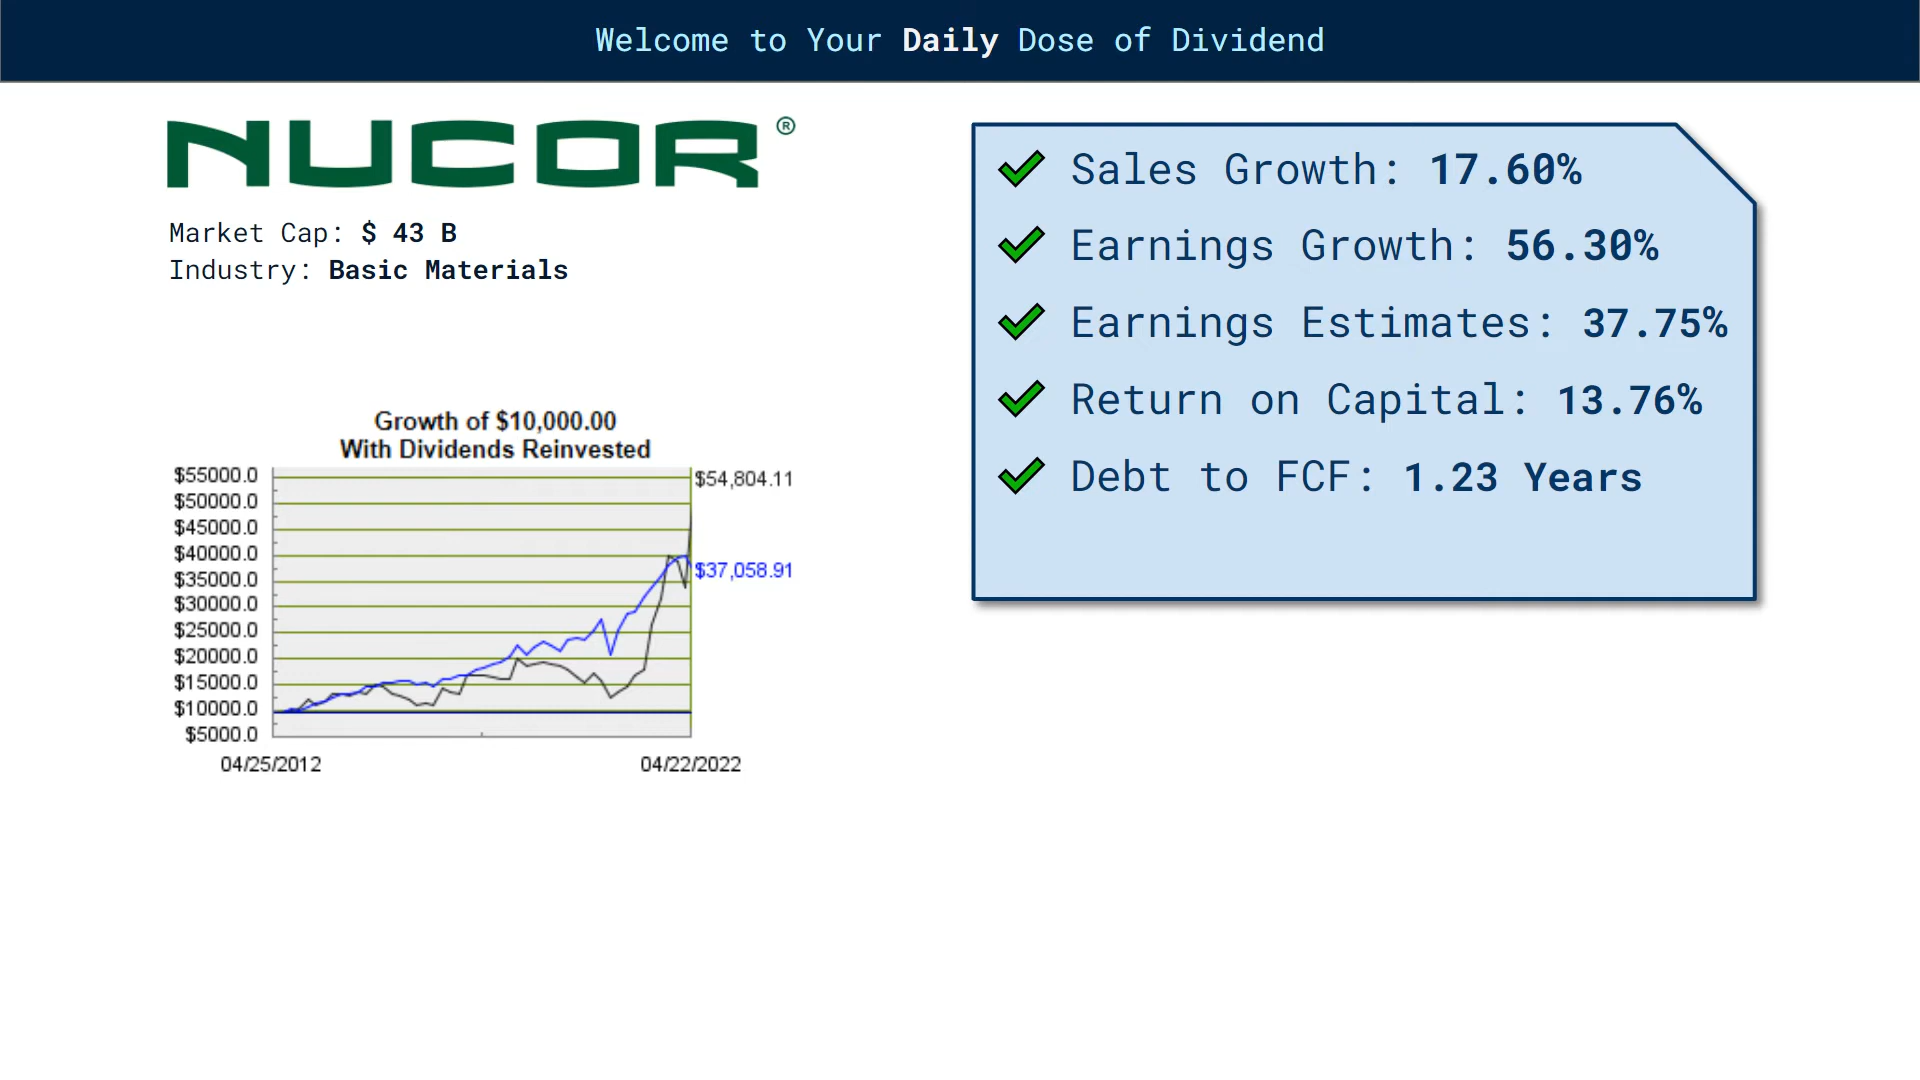 Welcome to Your Daily Dose of Dividend
NUCOR®
Market Cap: $ 43 B
Industry: Basic Materials
Sales Growth: 17.60%
Earnings Growth: 56.30%
Earnings Estimates: 37.75%
Return on Capital: 13.76%
Debt to FCF: 1.23 Years
Growth of $10,000.00
With Dividends Reinvested
$55000.0
$54,804.11
$50000.0
$45000.0
$40000.0
$37,058.91
$35000.0
$30000.0
$25000.0
$20000.0
$15000.0
$10000.0
$5000.0
04/25/2012
04/22/2022